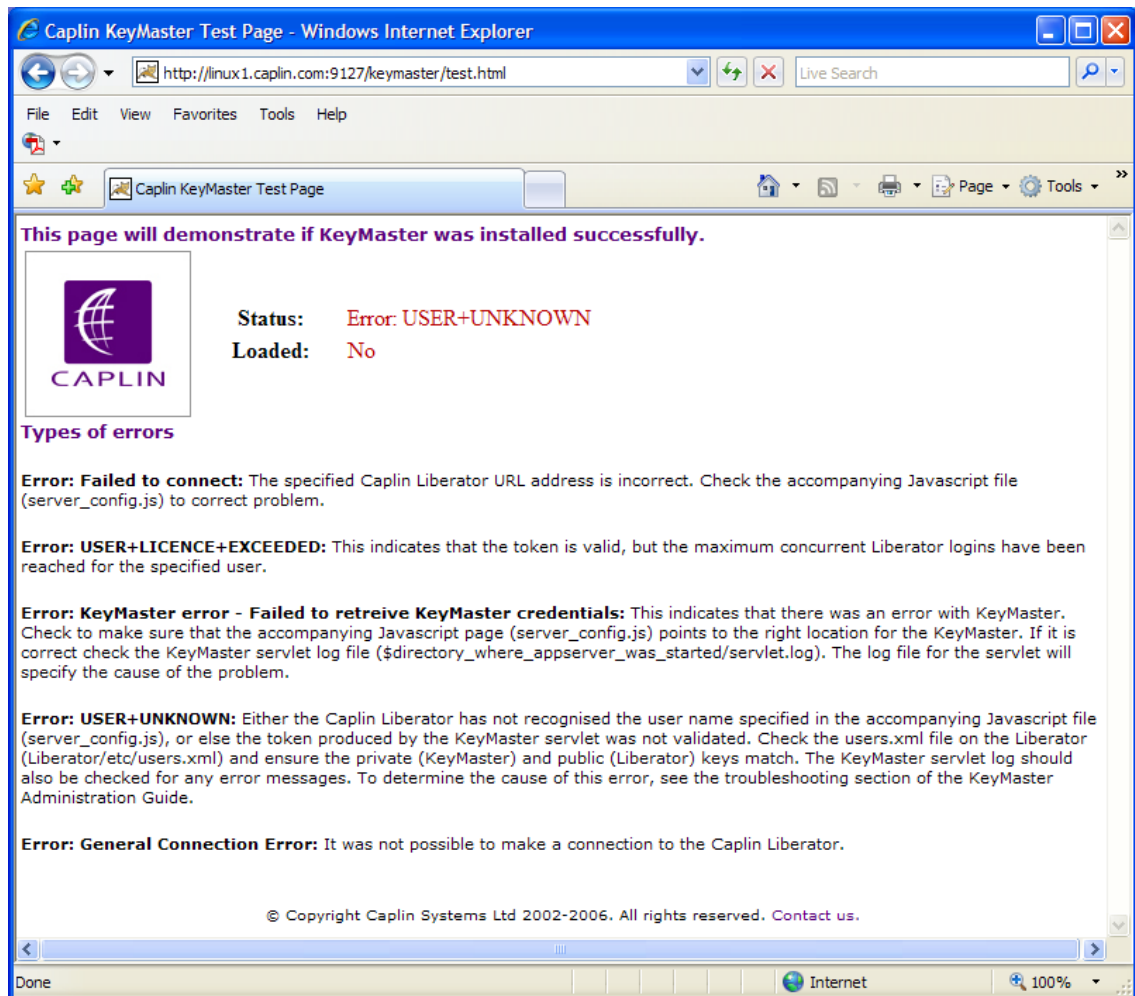 Caplin KeyMaster Test Page - Windows Internet Explorer
http://linux1.caplin.com:9127/keymaster/test.html
Live Search
File Edit View Favorites Tools Help
Caplin KeyMaster Test Page
Page Tools
This page will demonstrate if KeyMaster was installed successfully.
CAPLIN
Status: Error: USER+UNKNOWN
Loaded: No
Types of errors
Error: Failed to connect: The specified Caplin Liberator URL address is incorrect. Check the accompanying Javascript file
(server_config.js) to correct problem.
Error: USER+LICENCE+EXCEEDED: This indicates that the token is valid, but the maximum concurrent Liberator logins have been
reached for the specified user.
Error: KeyMaster error - Failed to retreive KeyMaster credentials: This indicates that there was an error with KeyMaster.
Check to make sure that the accompanying Javascript page (server_config.js) points to the right location for the KeyMaster. If it is
correct check the KeyMaster servlet log file ($directory_where_appserver_was_started/servlet.log). The log file for the servlet will
specify the cause of the problem.
Error: USER+UNKNOWN: Either the Caplin Liberator has not recognised the user name specified in the accompanying Javascript file
(server_config.js), or else the token produced by the KeyMaster servlet was not validated. Check the users.xml file on the Liberator
(Liberator/etc/users.xml) and ensure the private (KeyMaster) and public (Liberator) keys match. The KeyMaster servlet log should
also be checked for any error messages. To determine the cause of this error, see the troubleshooting section of the KeyMaster
Administration Guide.
Error: General Connection Error: It was not possible to make a connection to the Caplin Liberator.
© Copyright Caplin Systems Ltd 2002-2006. All rights reserved. Contact us.
Done Internet 100%